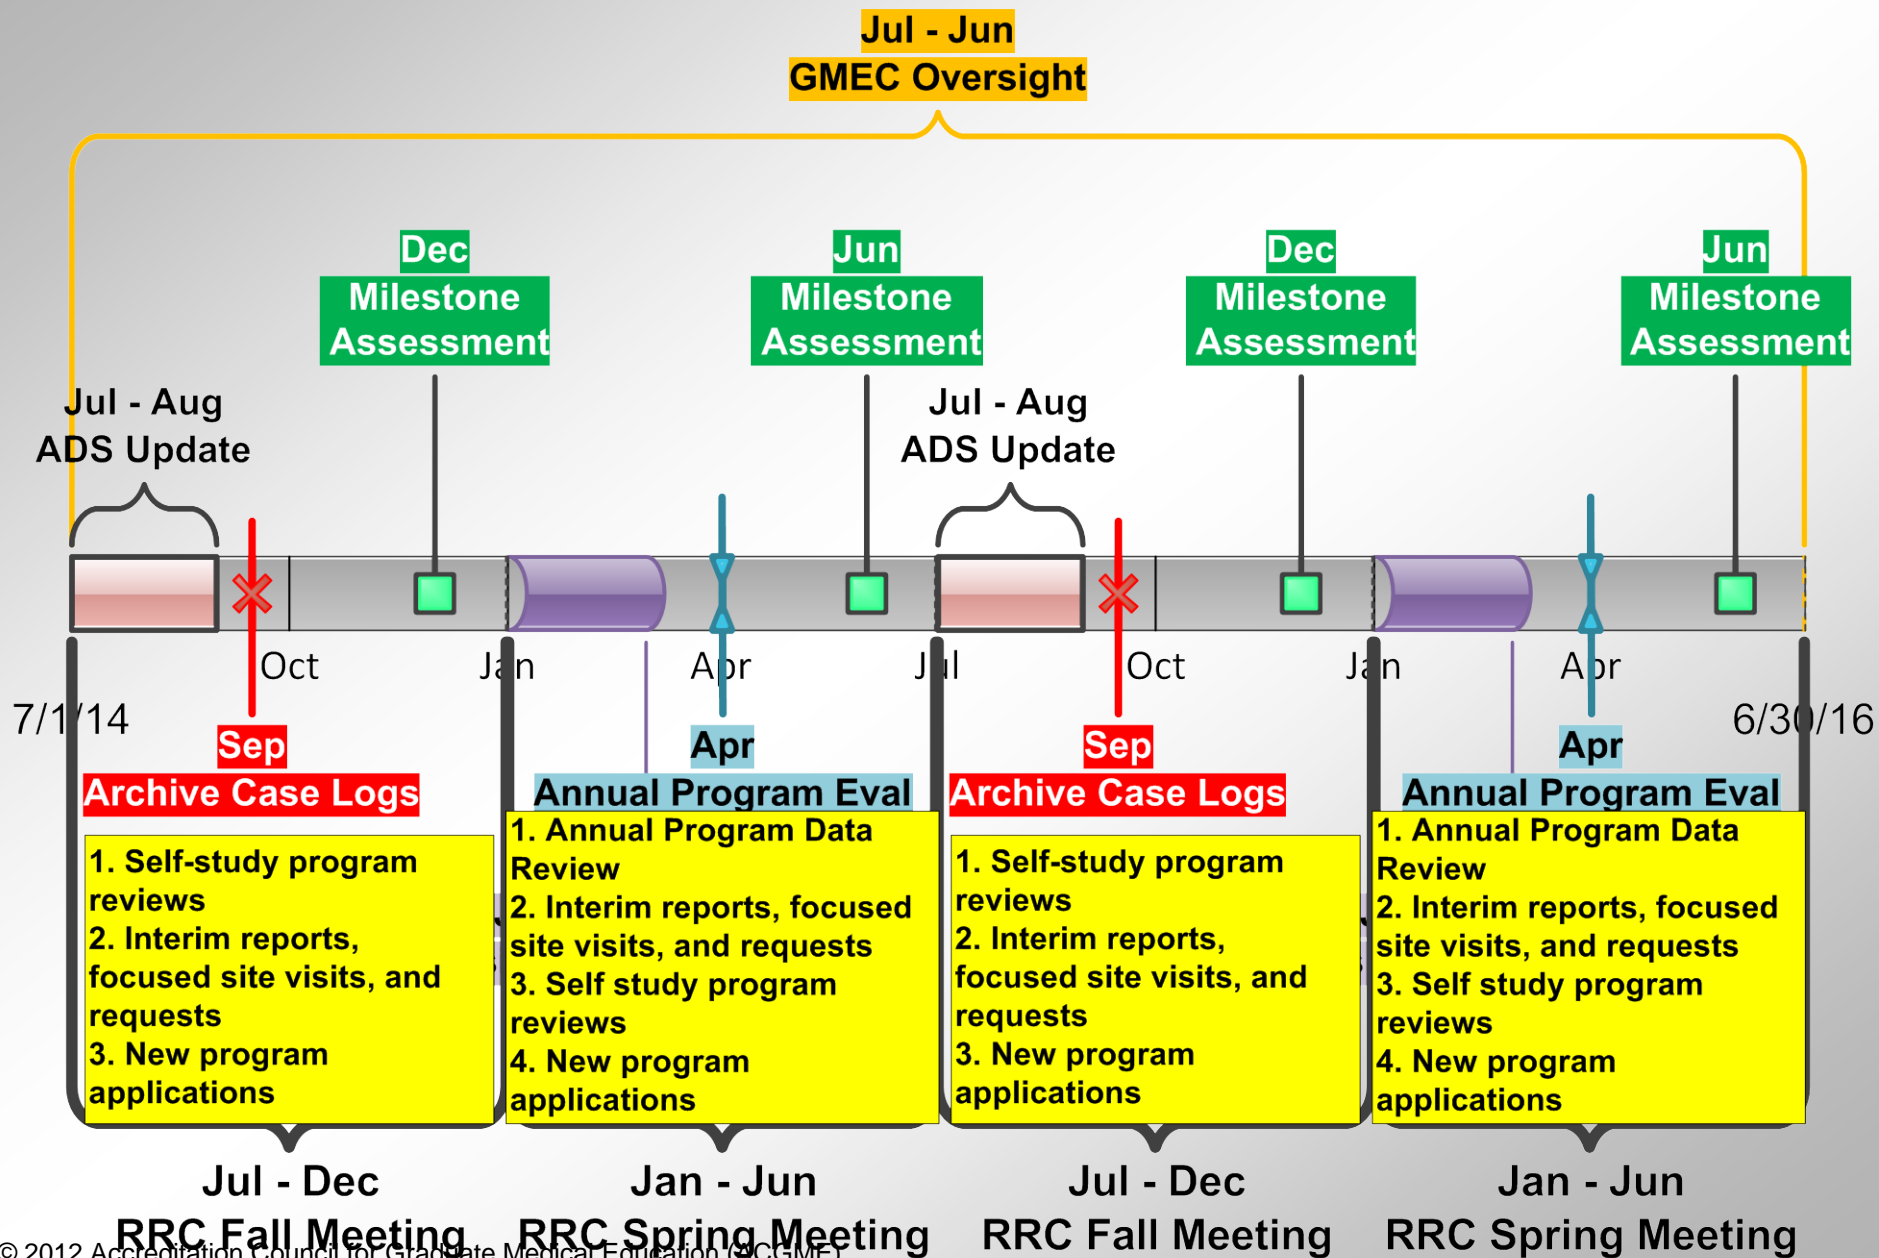 Jul - Jun
GMEC Oversight
Dec
Milestone
Assessment
Jun
Milestone
Assessment
Dec
Milestone
Assessment
Jun
Milestone
Assessment
Jul - Aug
ADS Update
Jul - Aug
ADS Update
Oct
Jan
Apr
Jul
Oct
Jan
Apr
7/1/14
6/30/16
Sep
Archive Case Logs
Apr
Annual Program Eval
Sep
Archive Case Logs
Apr
Annual Program Eval
1. Self-study program
reviews
2. Interim reports,
focused site visits, and
requests
3. New program
applications
1. Annual Program Data
Review
2. Interim reports, focused
site visits, and requests
3. Self study program
reviews
4. New program
applications
1. Self-study program
reviews
2. Interim reports,
focused site visits, and
requests
3. New program
applications
1. Annual Program Data
Review
2. Interim reports, focused
site visits, and requests
3. Self study program
reviews
4. New program
applications
Jul - Dec
RRC Fall Meeting
Jan - Jun
RRC Spring Meeting
Jul - Dec
RRC Fall Meeting
Jan - Jun
RRC Spring Meeting
© 2012 Accreditation Council for Graduate Medical Education (ACGME)